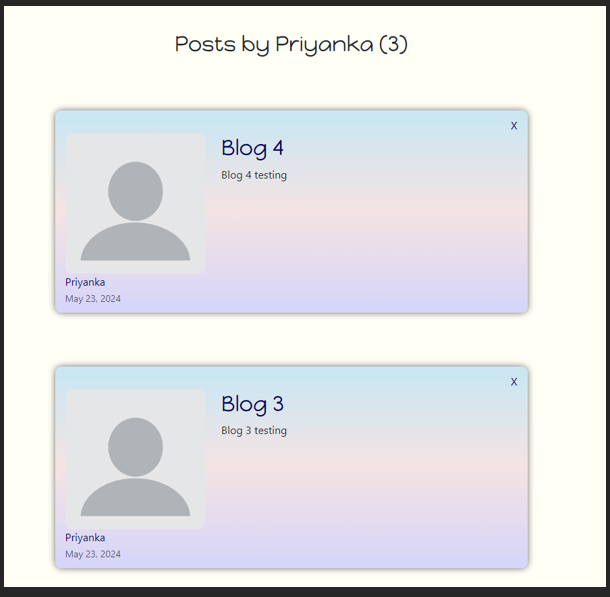 Posts by Priyanka (3)
X
Blog 4
Blog 4 testing
Priyanka
May 23, 2024
X
Blog 3
Blog 3 testing
Priyanka
May 23, 2024